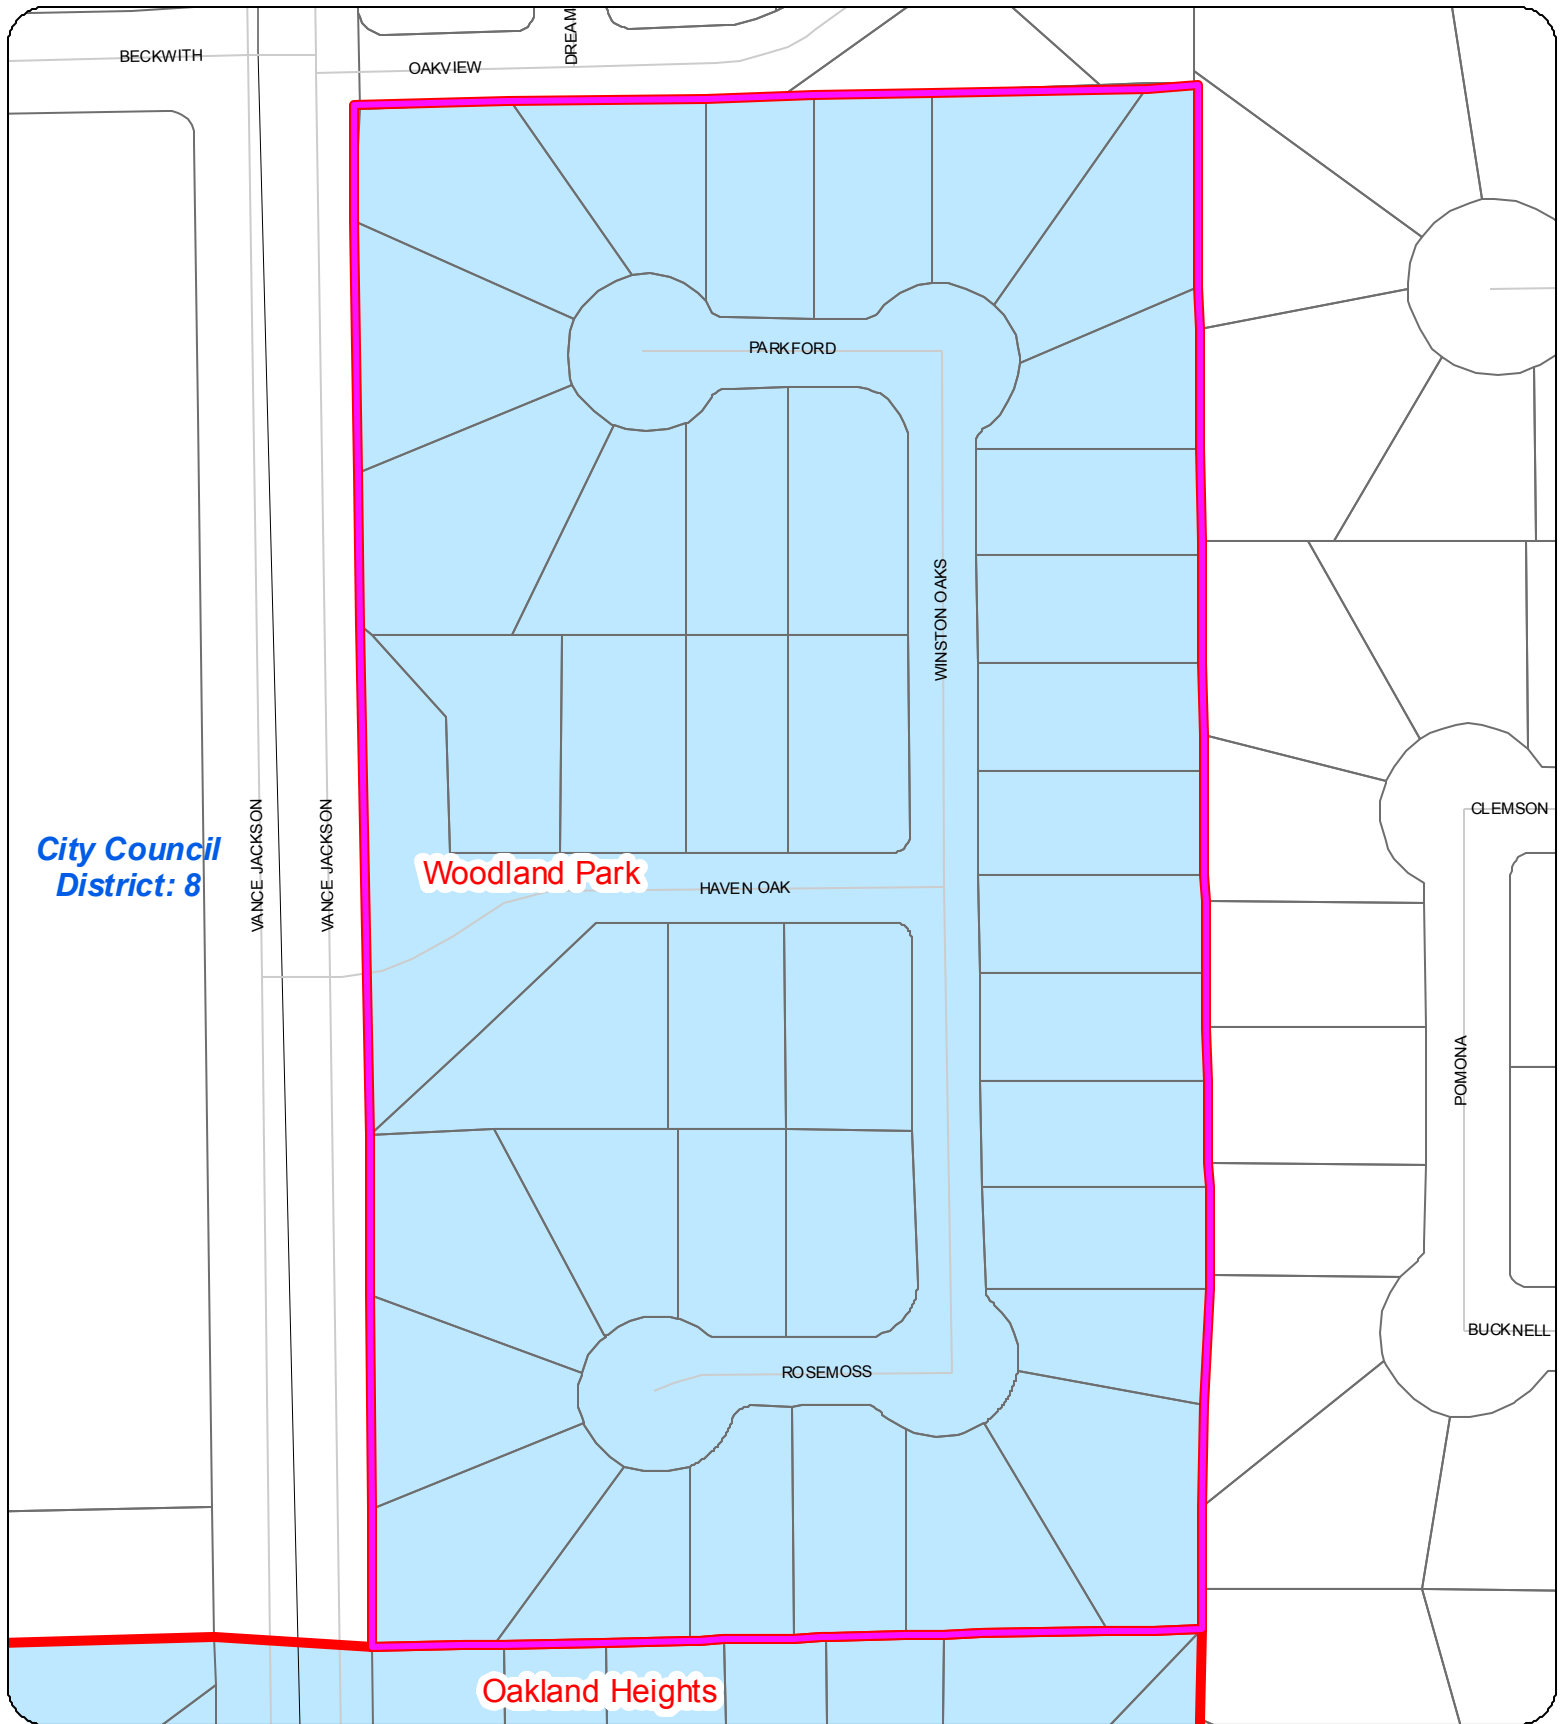 DREAM
BECKWITH
OAKVIEW
PARKFORD
WINSTON OAKS
City Council
District: 8
VANCE JACKSON
VANCE JACKSON
Woodland Park
HAVEN OAK
CLEMSON
POMONA
BUCKNELL
ROSEMOSS
Oakland Heights